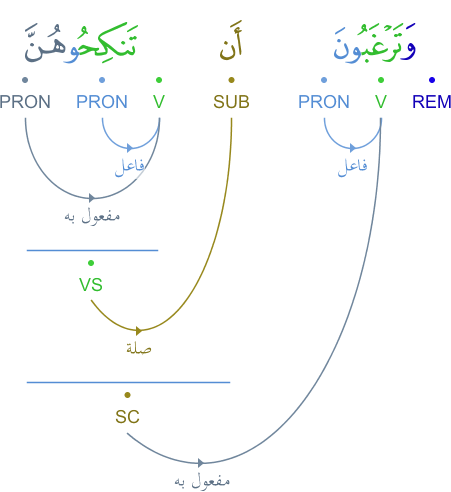 وَتَرْغَبُونَ أَن تَنكِحُوهُنَّ
REM V PRON SUB V PRON PRON
فاعل فاعل
مفعول به
VS
صلة
SC
مفعول به